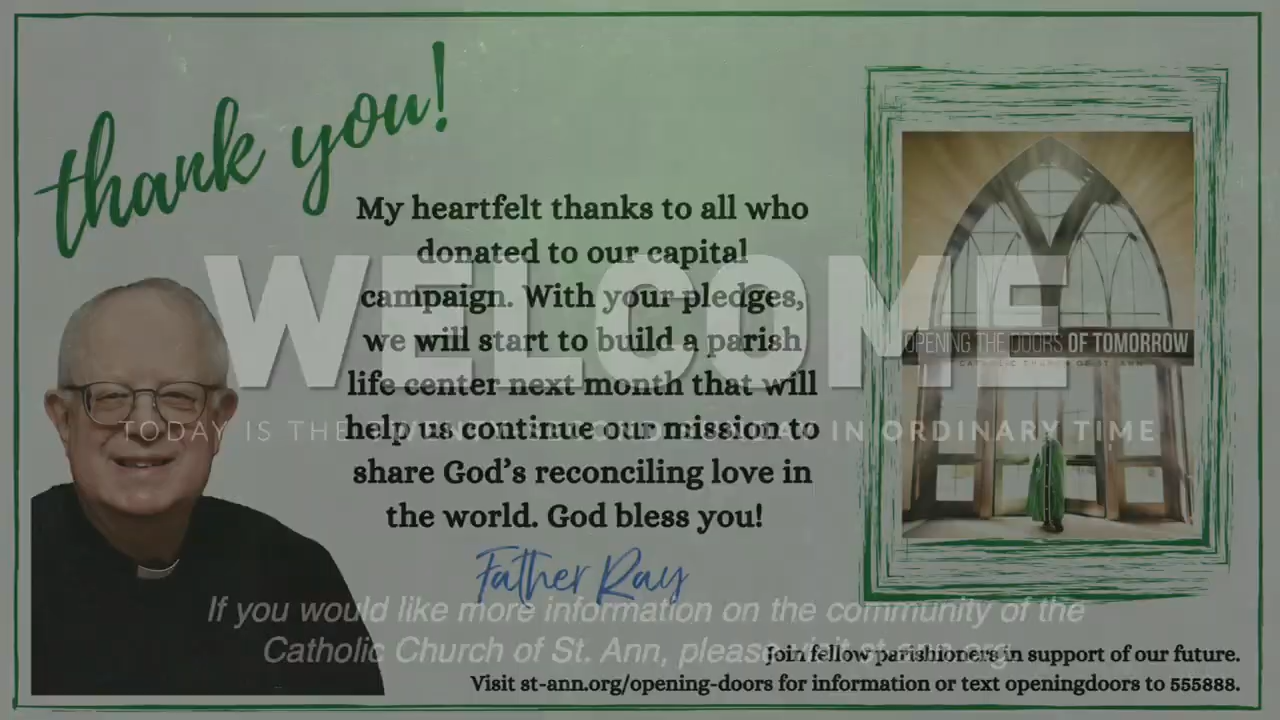 thank you!
My heartfelt thanks to all who
donated to our capital
campaign. With your pledges,
we will start to build a parish
life center next month that will
help us continue our mission to
share God's reconciling love in
the world. God bless you!
Father Ray
WELCOME
TODAY IS THE SUNDAY IN ORDINARY TIME
OPENING THE DOORS OF TOMORROW
CATHOLIC CHURCH OF ST. ANN
If you would like more information on the community of the
Catholic Church of St. Ann, please visit st-ann.org
Join fellow parishioners in support of our future.
Visit st-ann.org/opening-doors for information or text openingdoors to 555888.